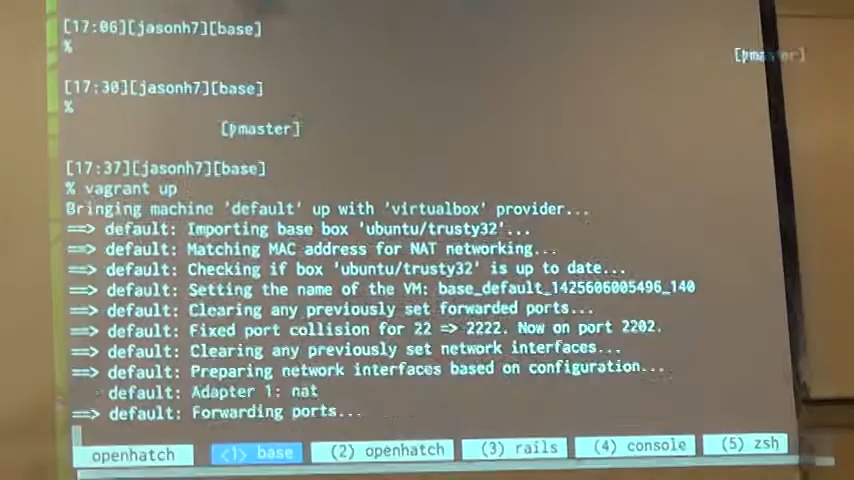 [17:06][jasonh7][base]
%
[17:30][jasonh7][base]
%
[master]
[17:37][jasonh7][base]
% vagrant up
Bringing machine 'default' up with 'virtualbox' provider...
==> default: Importing base box 'ubuntu/trusty32'...
==> default: Matching MAC address for NAT networking...
==> default: Checking if box 'ubuntu/trusty32' is up to date...
==> default: Setting the name of the VM: base_default_1425606005496_140
==> default: Clearing any previously set forwarded ports...
==> default: Fixed port collision for 22 => 2222. Now on port 2202.
==> default: Clearing any previously set network interfaces...
==> default: Preparing network interfaces based on configuration...
default: Adapter 1: nat
==> default: Forwarding ports...
openhatch <1> base (2) openhatch (3) rails (4) console (5) zsh